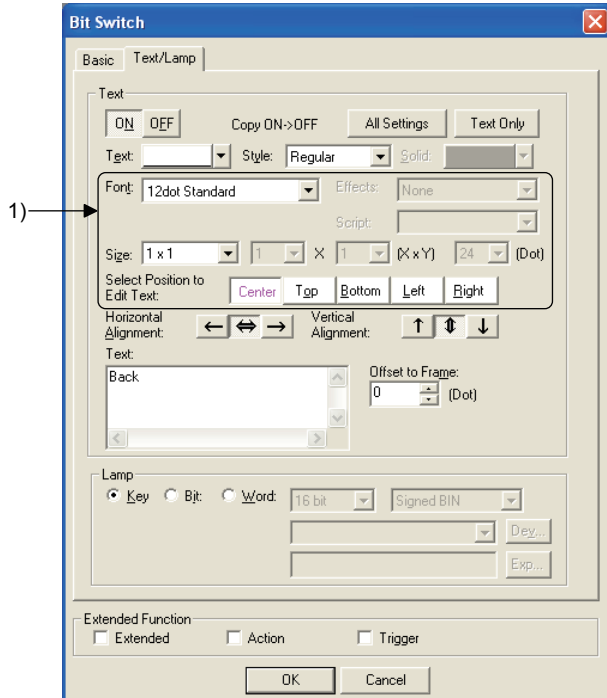 Bit Switch
Basic Text/Lamp
Text
ON OFF Copy ON->OFF All Settings Text Only
Text: Style: Regular Solid:
1) Font: 12dot Standard Effects: None
Script:
Size: 1 x 1 1 X 1 (X x Y) 24 (Dot)
Select Position to
Edit Text: Center Top Bottom Left Right
Horizontal
Alignment: Vertical
Alignment:
Text:
Back
Offset to Frame:
0 (Dot)
Lamp
Key Bit: Word: 16 bit Signed BIN
Dev...
Exp...
Extended Function
Extended Action Trigger
OK Cancel